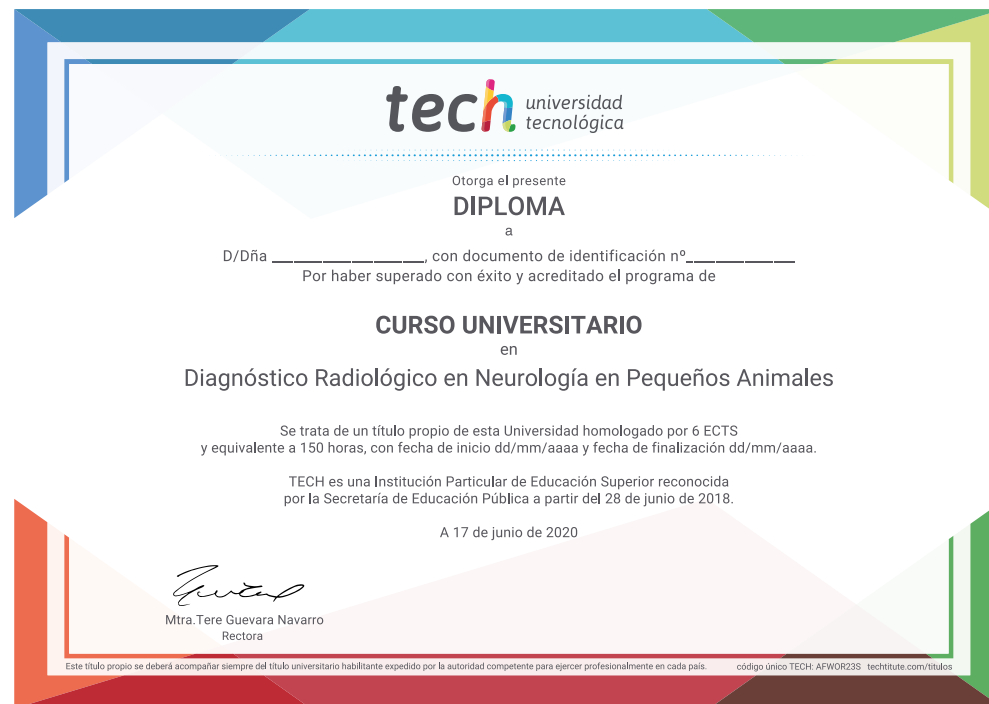 tech universidad
tecnológica
Otorga el presente
DIPLOMA
a
D/Dña ______________, con documento de identificación nº__________
Por haber superado con éxito y acreditado el programa de
CURSO UNIVERSITARIO
en
Diagnóstico Radiológico en Neurología en Pequeños Animales
Se trata de un título propio de esta Universidad homologado por 6 ECTS
y equivalente a 150 horas, con fecha de inicio dd/mm/aaaa y fecha de finalización dd/mm/aaaa.
TECH es una Institución Particular de Educación Superior reconocida
por la Secretaría de Educación Pública a partir del 28 de junio de 2018.
A 17 de junio de 2020
Mtra.Tere Guevara Navarro
Rectora
Este título propio se deberá acompañar siempre del título universitario habilitante expedido por la autoridad competente para ejercer profesionalmente en cada país. código único TECH: AFWOR23S techtitute.com/titulos